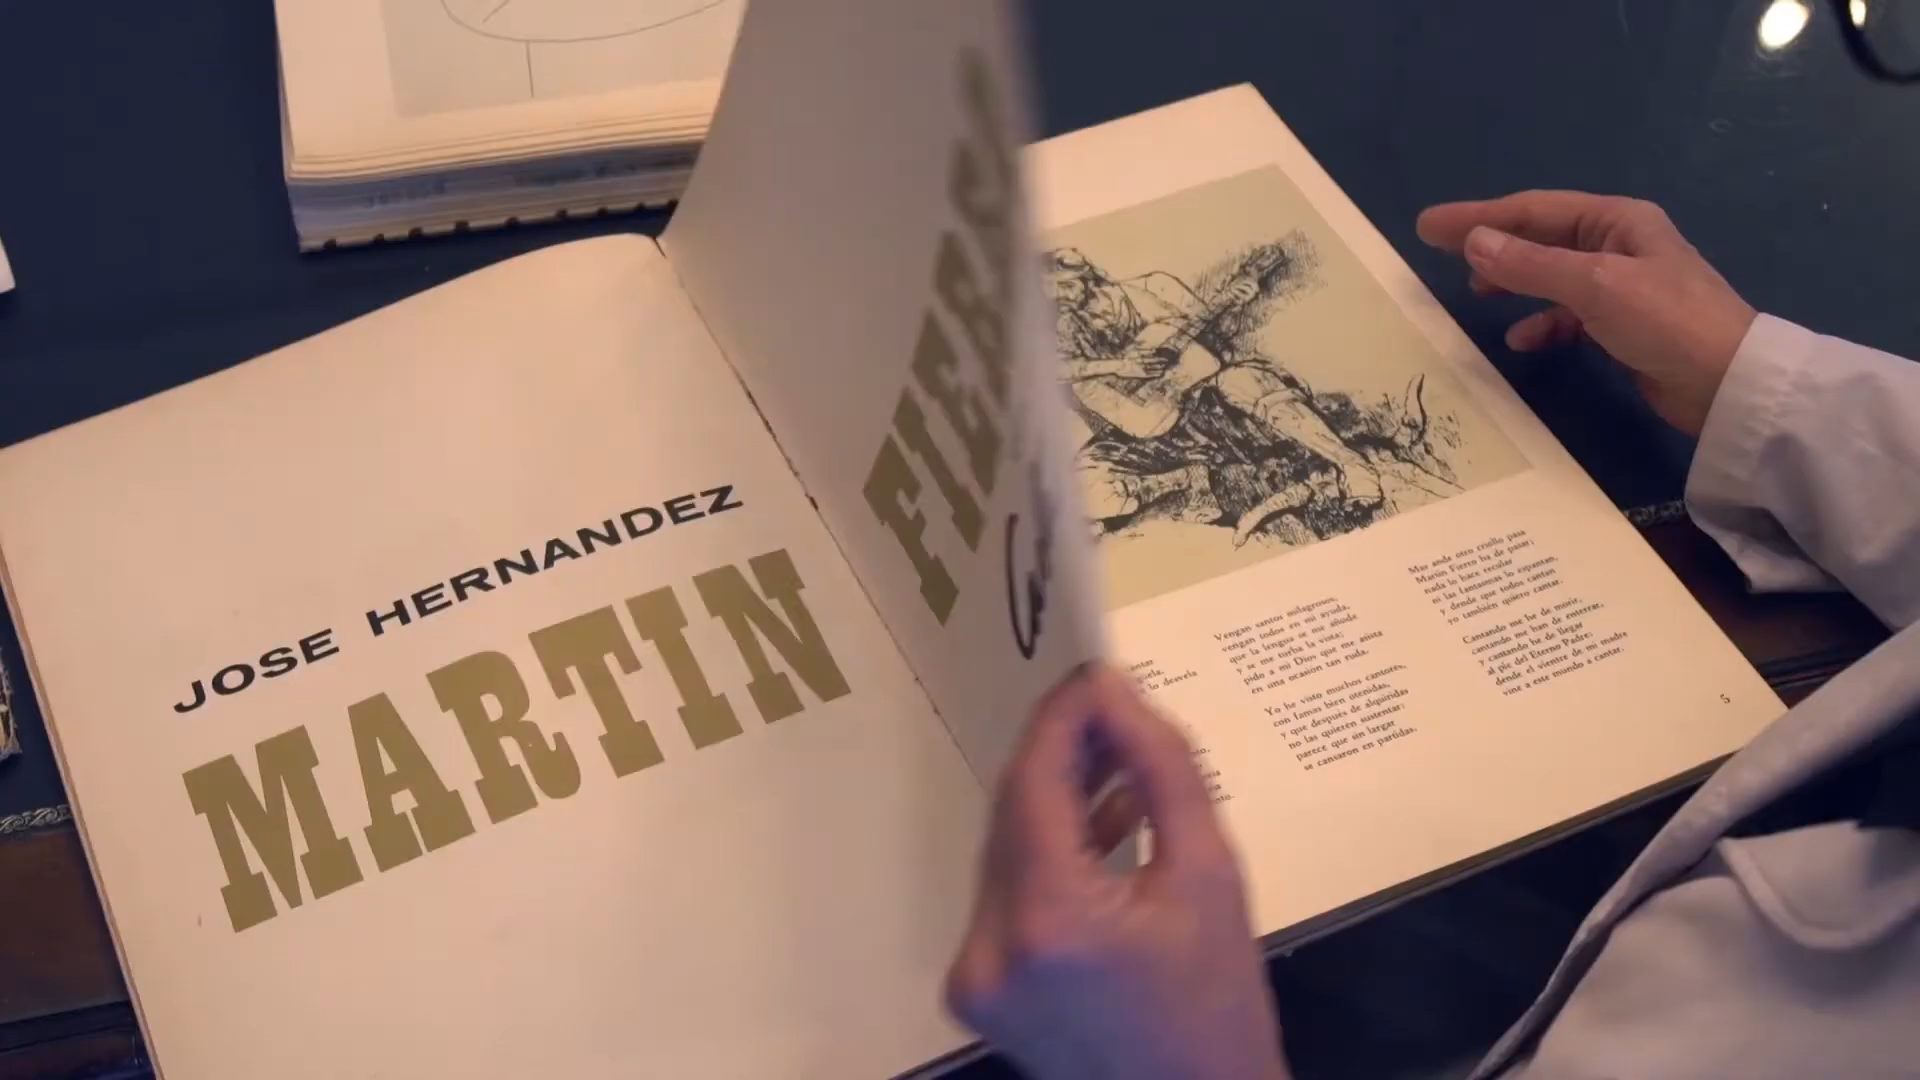 JOSE HERNANDEZ
MARTIN
FIERRO
cantar
lo desvela
Vengan santos milagrosos,
vengan todos en mi ayuda,
que la lengua se me añuda
y se me turba la vista;
pido a mi Dios que me asista
en una ocasión tan ruda.
Yo he visto muchos cantores,
con famas bien otenidas,
y que después de alquiridas
no las quieren sustentar:
parece que sin largar
se cansaron en partidas.
Mas ande otro criollo pasa
Martín Fierro ha de pasar;
nada lo hace recular
ni las fantasmas lo espantan,
y dende que todos cantan
yo también quiero cantar.
Cantando me he de morir,
cantando me han de enterrar,
y cantando he de llegar
al pie del Eterno Padre;
dende el vientre de mi madre
vine a este mundo a cantar.
5